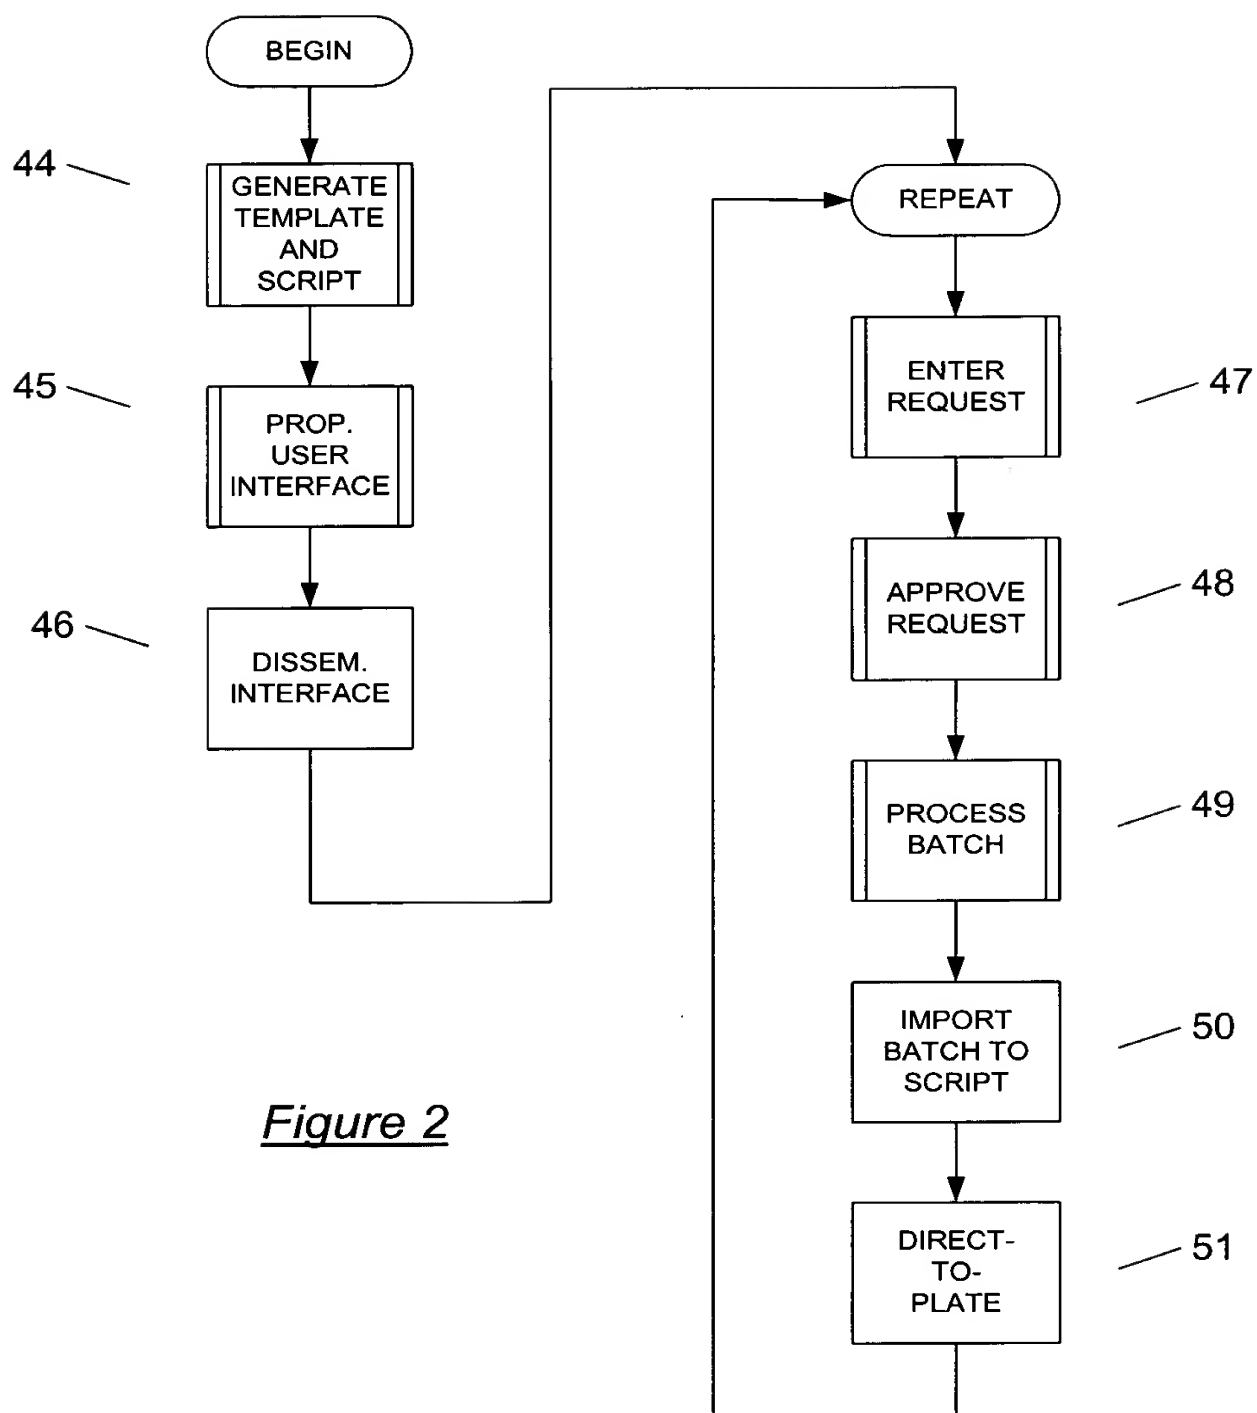 BEGIN
44
GENERATE
TEMPLATE
AND
SCRIPT
45
PROP.
USER
INTERFACE
46
DISSEM.
INTERFACE
REPEAT
ENTER
REQUEST
47
APPROVE
REQUEST
48
PROCESS
BATCH
49
IMPORT
BATCH TO
SCRIPT
50
DIRECT-
TO-
PLATE
51
Figure 2